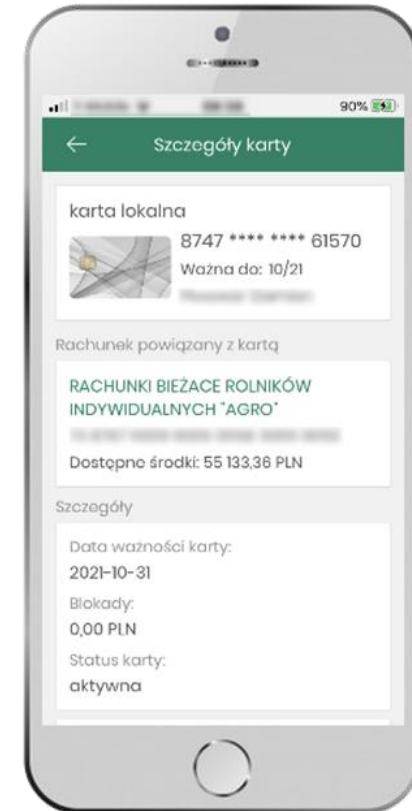 90%
Szczegóły karty
karta lokalna
8747 **** **** 61570
Ważna do: 10/21
Rachunek powiązany z kartą
RACHUNKI BIEŻACE ROLNIKÓW
INDYWIDUALNYCH "AGRO"
Dostępne środki: 55 133,36 PLN
Szczegóły
Data ważności karty:
2021-10-31
Blokady:
0,00 PLN
Status karty:
aktywna